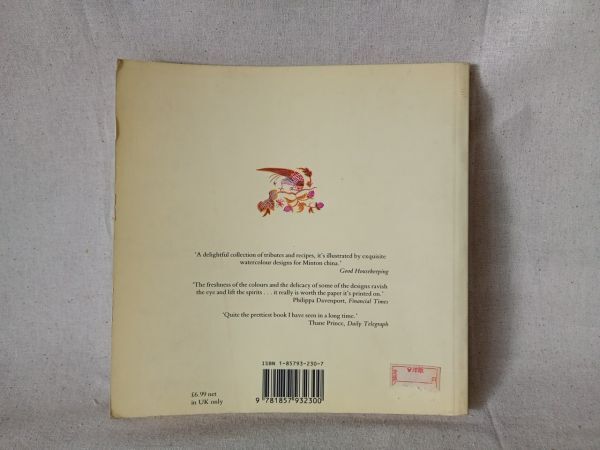 'A delightful collection of tributes and recipes, it's illustrated by exquisite
watercolour designs for Minton china.'
Good Housekeeping
'The freshness of the colours and the delicacy of some of the designs ravish
the eye and lift the spirits . . . it really is worth the paper it's printed on.'
Philippa Davenport, Financial Times
'Quite the prettiest book I have seen in a long time.'
Thane Prince, Daily Telegraph
ISBN 1-85793-230-7
£6.99 net
in UK only
9 781857 932300